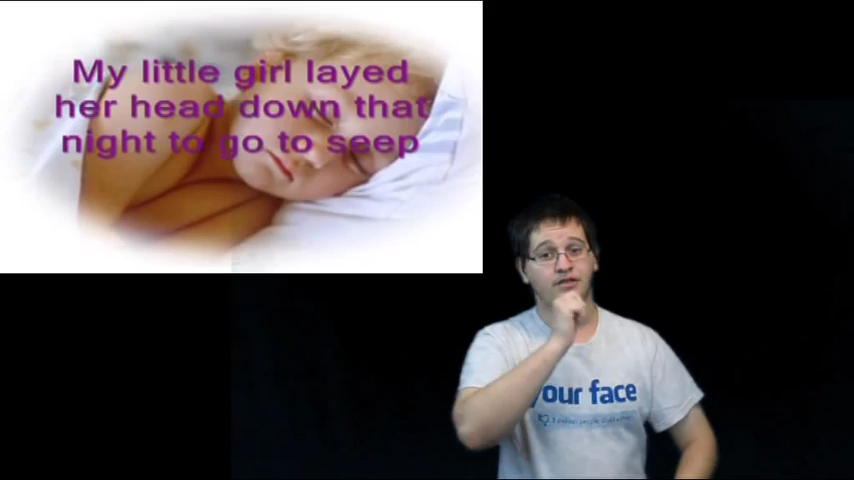 My little girl layed
her head down that
night to go to seep
your face